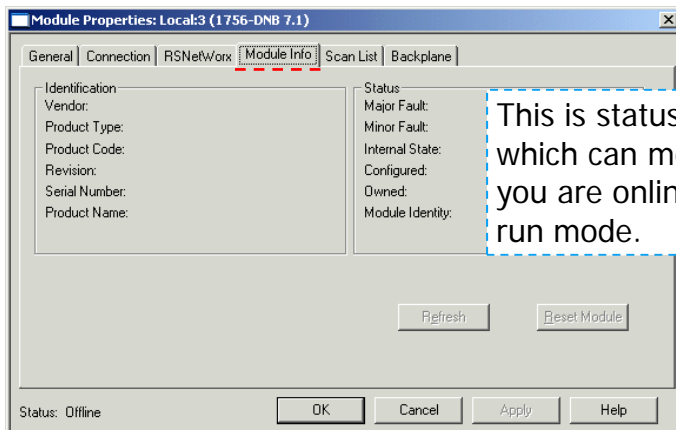 Module Properties: Local:3 (1756-DNB 7.1)
General Connection RSNetWorx Module Info Scan List Backplane
Identification
Vendor:
Product Type:
Product Code:
Revision:
Serial Number:
Product Name:
Status
Major Fault:
Minor Fault:
Internal State:
Configured:
Owned:
Module Identity:
This is status
which can
you are
run mode.
Refresh Reset Module
Status: Offline OK Cancel Apply Help